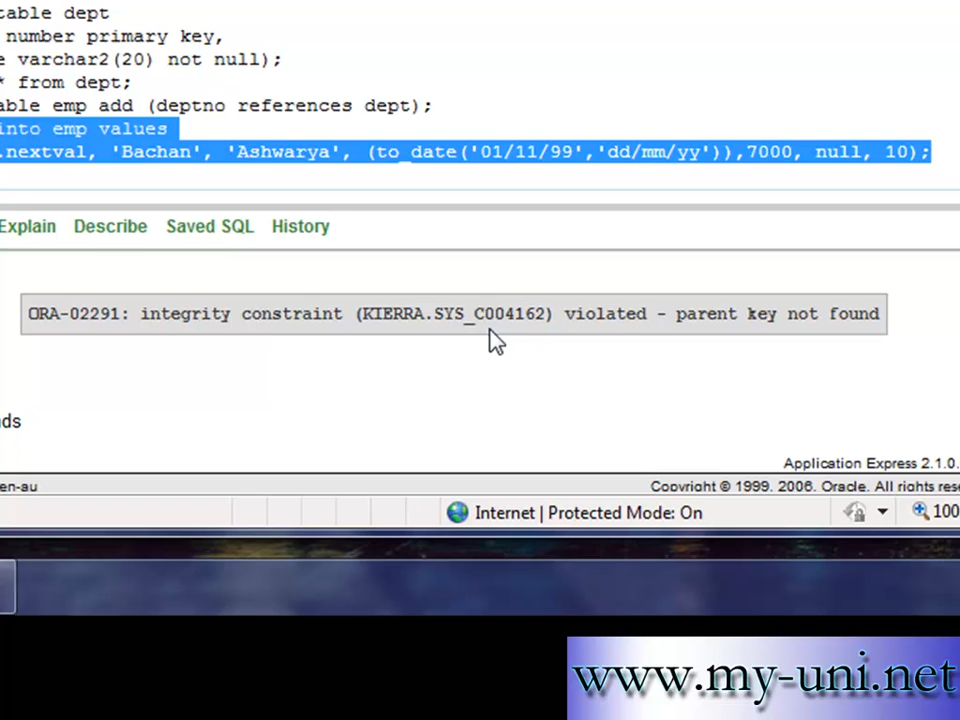 table dept
number primary key,
e varchar2(20) not null);
* from dept;
able emp add (deptno references dept);
into emp values
.nextval, 'Bachan', 'Ashwarya', (to_date('01/11/99','dd/mm/yy')),7000, null, 10);
Explain Describe Saved SQL History
ORA-02291: integrity constraint (KIERRA.SYS_C004162) violated - parent key not found
nds
Application Express 2.1.0.
en-au
Copyright © 1999, 2006, Oracle. All rights rese
Internet | Protected Mode: On
100
www.my-uni.net